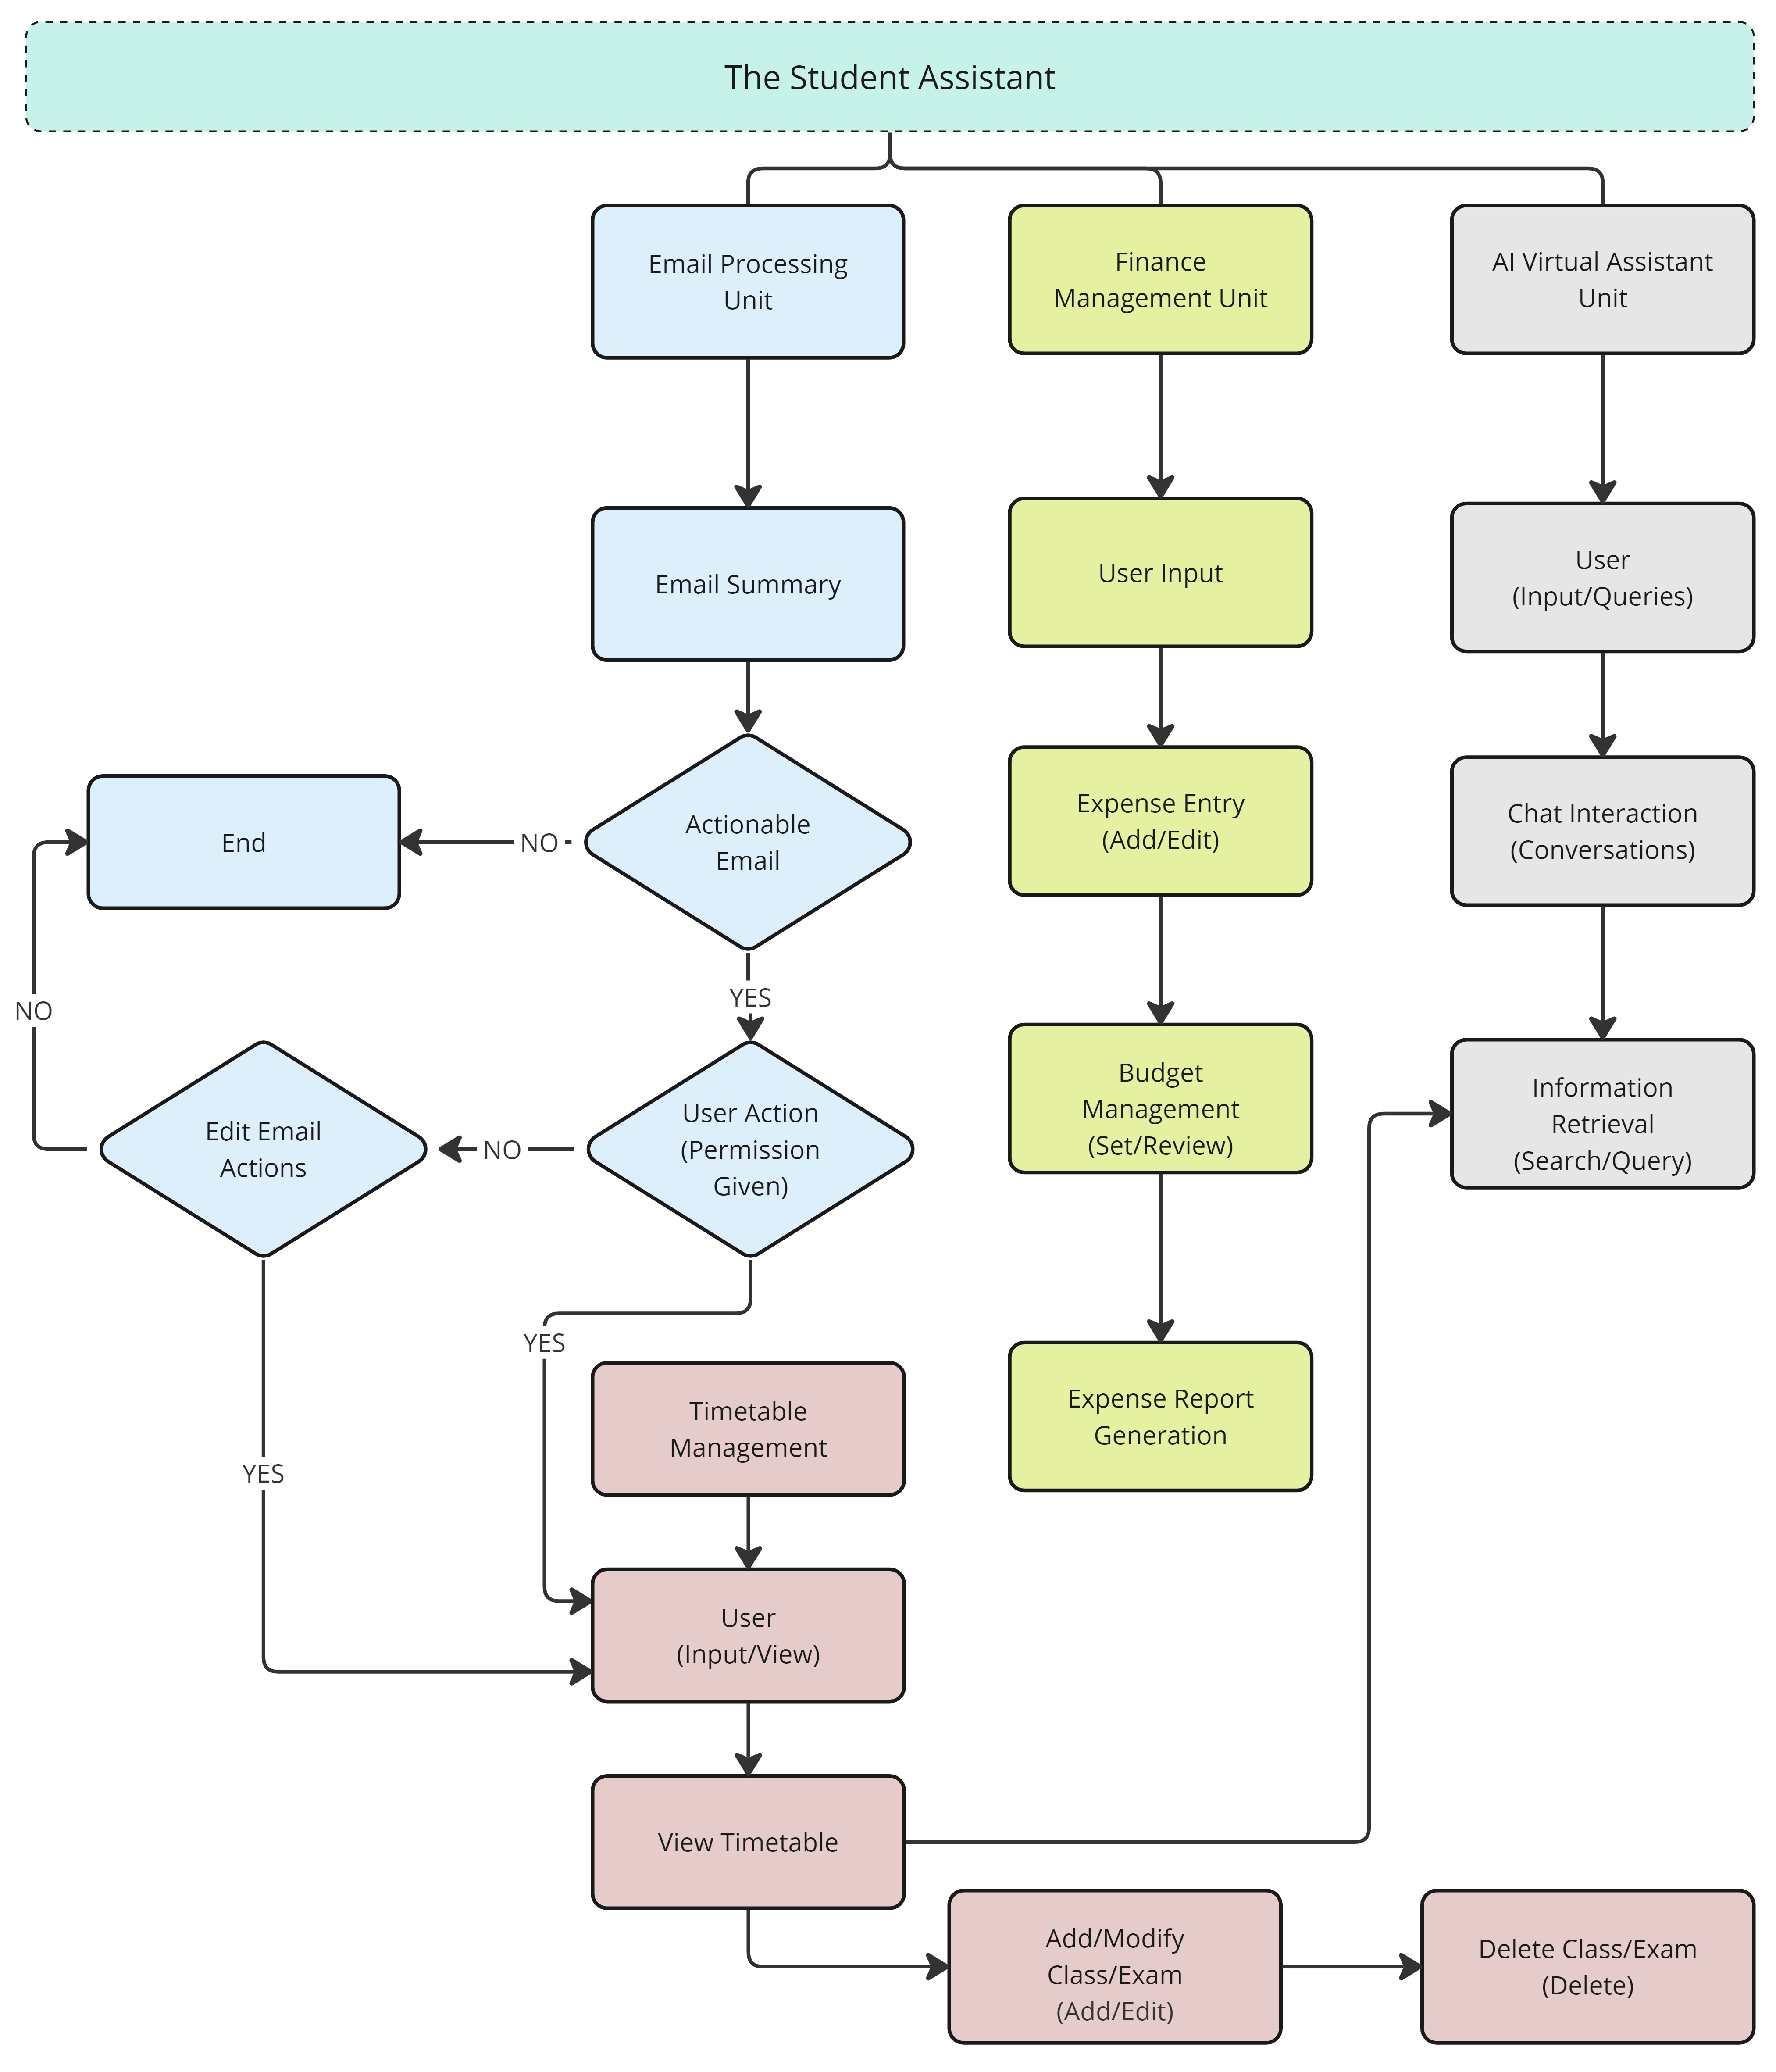 The Student Assistant
Email Processing
Unit
Finance
Management Unit
AI Virtual Assistant
Unit
Email Summary
User Input
User
(Input/Queries)
End
NO
Actionable
Email
Expense Entry
(Add/Edit)
Chat Interaction
(Conversations)
NO
YES
Edit Email
Actions
NO
User Action
(Permission
Given)
Budget
Management
(Set/Review)
Information
Retrieval
(Search/Query)
YES
YES
Timetable
Management
Expense Report
Generation
User
(Input/View)
View Timetable
Add/Modify
Class/Exam
(Add/Edit)
Delete Class/Exam
(Delete)